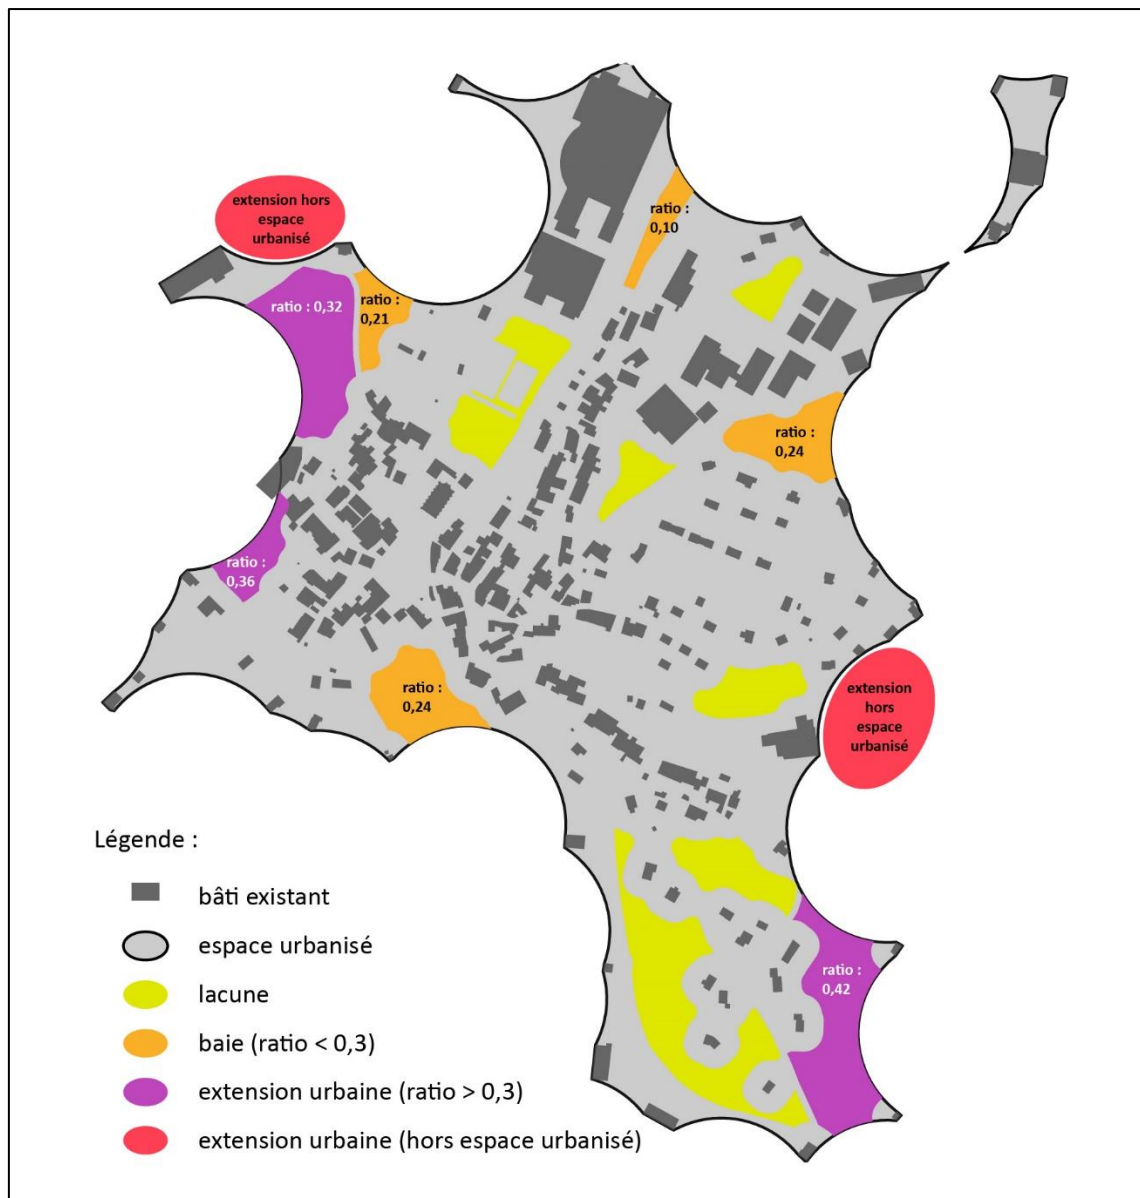 extension hors
espace
urbanisé
ratio :
0,10
ratio : 0,32
ratio :
0,21
ratio :
0,24
ratio :
0,36
ratio :
0,24
extension
hors
espace
urbanisé
Légende :
bâti existant
espace urbanisé
lacune
baie (ratio < 0,3)
extension urbaine (ratio > 0,3)
extension urbaine (hors espace urbanisé)
ratio :
0,42